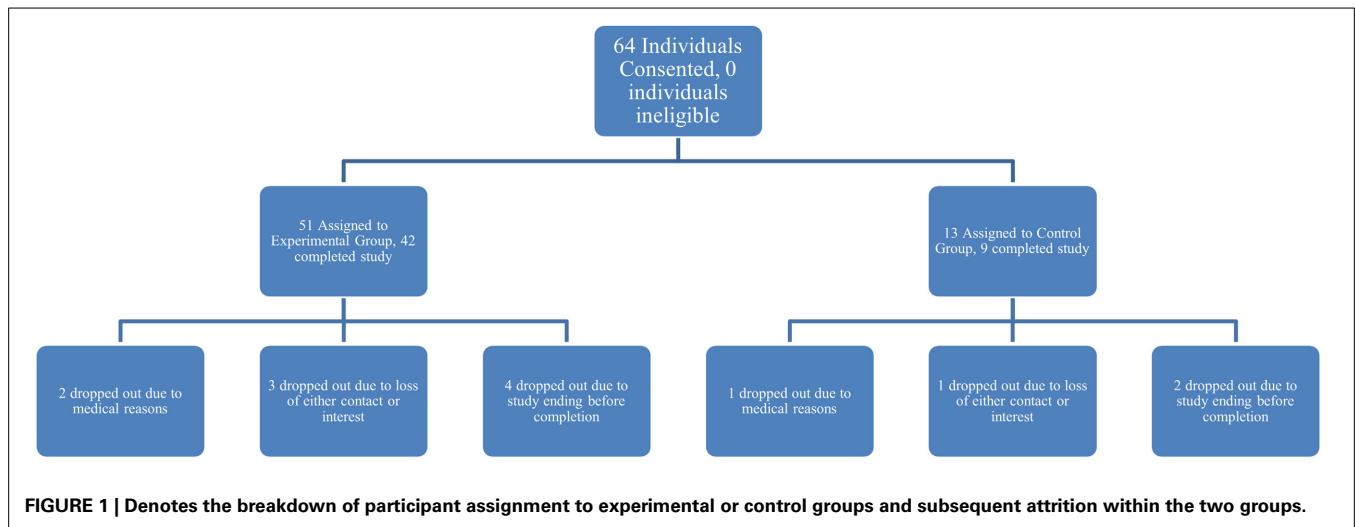 64 Individuals
Consented, 0
individuals
ineligible
51 Assigned to
Experimental Group, 42
completed study
13 Assigned to Control
Group, 9 completed study
2 dropped out due to
medical reasons
3 dropped out due to loss
of either contact or
interest
4 dropped out due to
study ending before
completion
1 dropped out due to
medical reasons
1 dropped out due to loss
of either contact or
interest
2 dropped out due to
study ending before
completion
FIGURE 1 | Denotes the breakdown of participant assignment to experimental or control groups and subsequent attrition within the two groups.